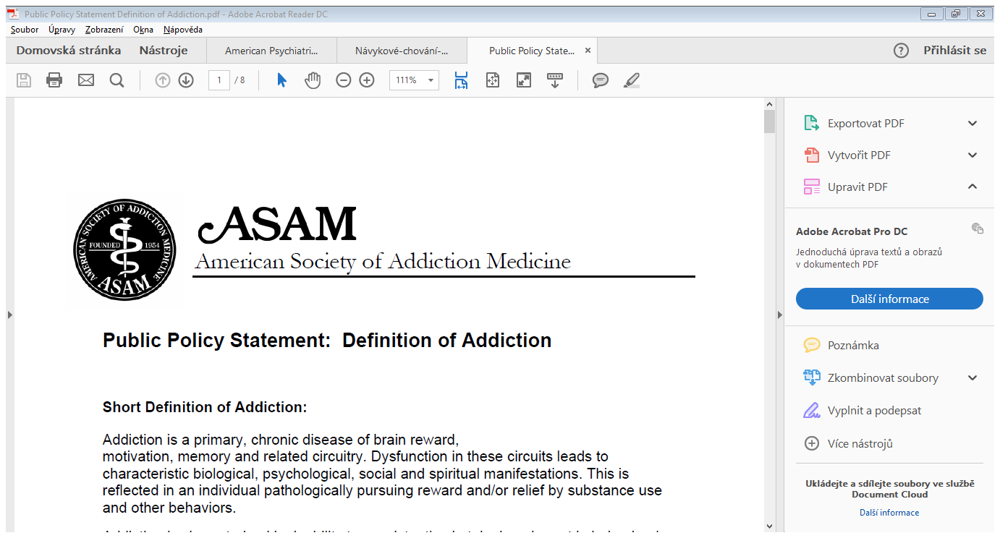 Public Policy Statement Definition of Addiction.pdf - Adobe Acrobat Reader DC
Soubor Úpravy Zobrazení Okna Nápověda
Domovská stránka Nástroje American Psychiatri... Návykové-chování-... Public Policy State... × ? Přihlásit se
1 / 8 111%
Exportovat PDF
Vytvořit PDF
Upravit PDF
Adobe Acrobat Pro DC
Jednoduchá úprava textů a obrazů
v dokumentech PDF
Další informace
Poznámka
Zkombinovat soubory
Vyplnit a podepsat
Více nástrojů
Ukládejte a sdílejte soubory ve službě
Document Cloud
Další informace
AMERICAN SOCIETY OF ADDICTION MEDICINE
FOUNDED 1954
ASAM
ASAM
American Society of Addiction Medicine
Public Policy Statement: Definition of Addiction
Short Definition of Addiction:
Addiction is a primary, chronic disease of brain reward,
motivation, memory and related circuitry. Dysfunction in these circuits leads to
characteristic biological, psychological, social and spiritual manifestations. This is
reflected in an individual pathologically pursuing reward and/or relief by substance use
and other behaviors.